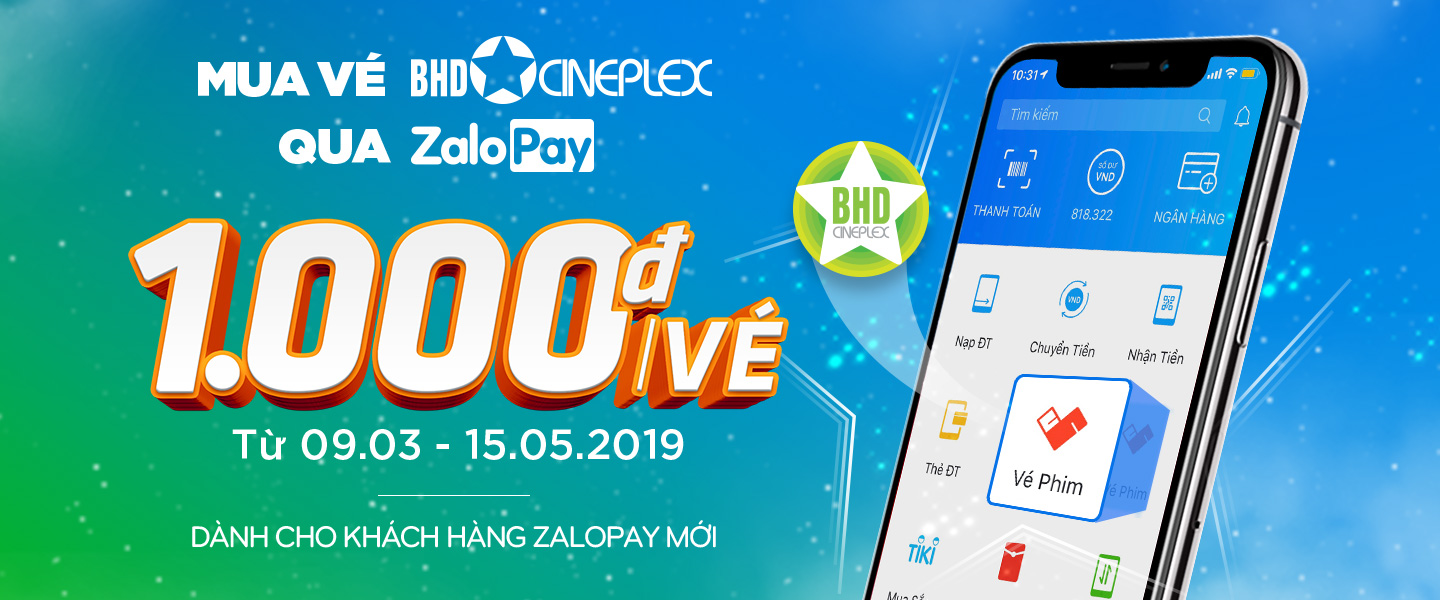 MUA VÉ BHD CINEPLEX
QUA ZaloPay
1.000đ/VÉ
Từ 09.03 - 15.05.2019
DÀNH CHO KHÁCH HÀNG ZALOPAY MỚI
BHD
CINEPLEX
10:31
Tìm kiếm
SỐ DƯ
VND
THANH TOÁN
818.322
NGÂN HÀNG
VND
Nạp ĐT
Chuyển Tiền
Nhận Tiền
Thẻ ĐT
Vé Phim
é Phim
TIKI